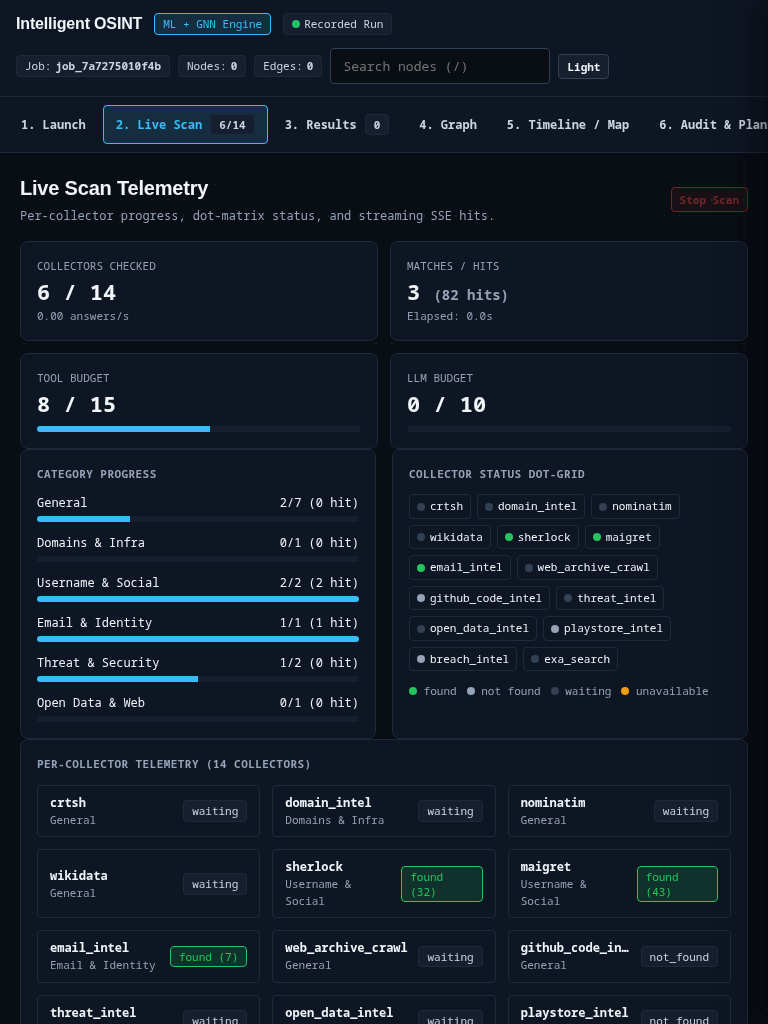 Intelligent OSINT ML + GNN Engine Recorded Run
Job: job_7a7275010f4b Nodes: 0 Edges: 0 Search nodes (/) Light
1. Launch 2. Live Scan 6/14 3. Results 0 4. Graph 5. Timeline / Map 6. Audit & Plan
Live Scan Telemetry
Per-collector progress, dot-matrix status, and streaming SSE hits.
Stop Scan
COLLECTORS CHECKED
6 / 14
0.00 answers/s
MATCHES / HITS
3 (82 hits)
Elapsed: 0.0s
TOOL BUDGET
8 / 15
LLM BUDGET
0 / 10
CATEGORY PROGRESS
General 2/7 (0 hit)
Domains & Infra 0/1 (0 hit)
Username & Social 2/2 (2 hit)
Email & Identity 1/1 (1 hit)
Threat & Security 1/2 (0 hit)
Open Data & Web 0/1 (0 hit)
COLLECTOR STATUS DOT-GRID
crtsh domain_intel nominatim
wikidata sherlock maigret
email_intel web_archive_crawl
github_code_intel threat_intel
open_data_intel playstore_intel
breach_intel exa_search
found not found waiting unavailable
PER-COLLECTOR TELEMETRY (14 COLLECTORS)
crtsh
General
waiting
domain_intel
Domains & Infra
waiting
nominatim
General
waiting
wikidata
General
waiting
sherlock
Username &
Social
found
(32)
maigret
Username &
Social
found
(43)
email_intel
Email & Identity
found (7)
web_archive_crawl
General
waiting
github_code_in…
General
not_found
threat_intel
waiting
open_data_intel
waiting
playstore_intel
not_found